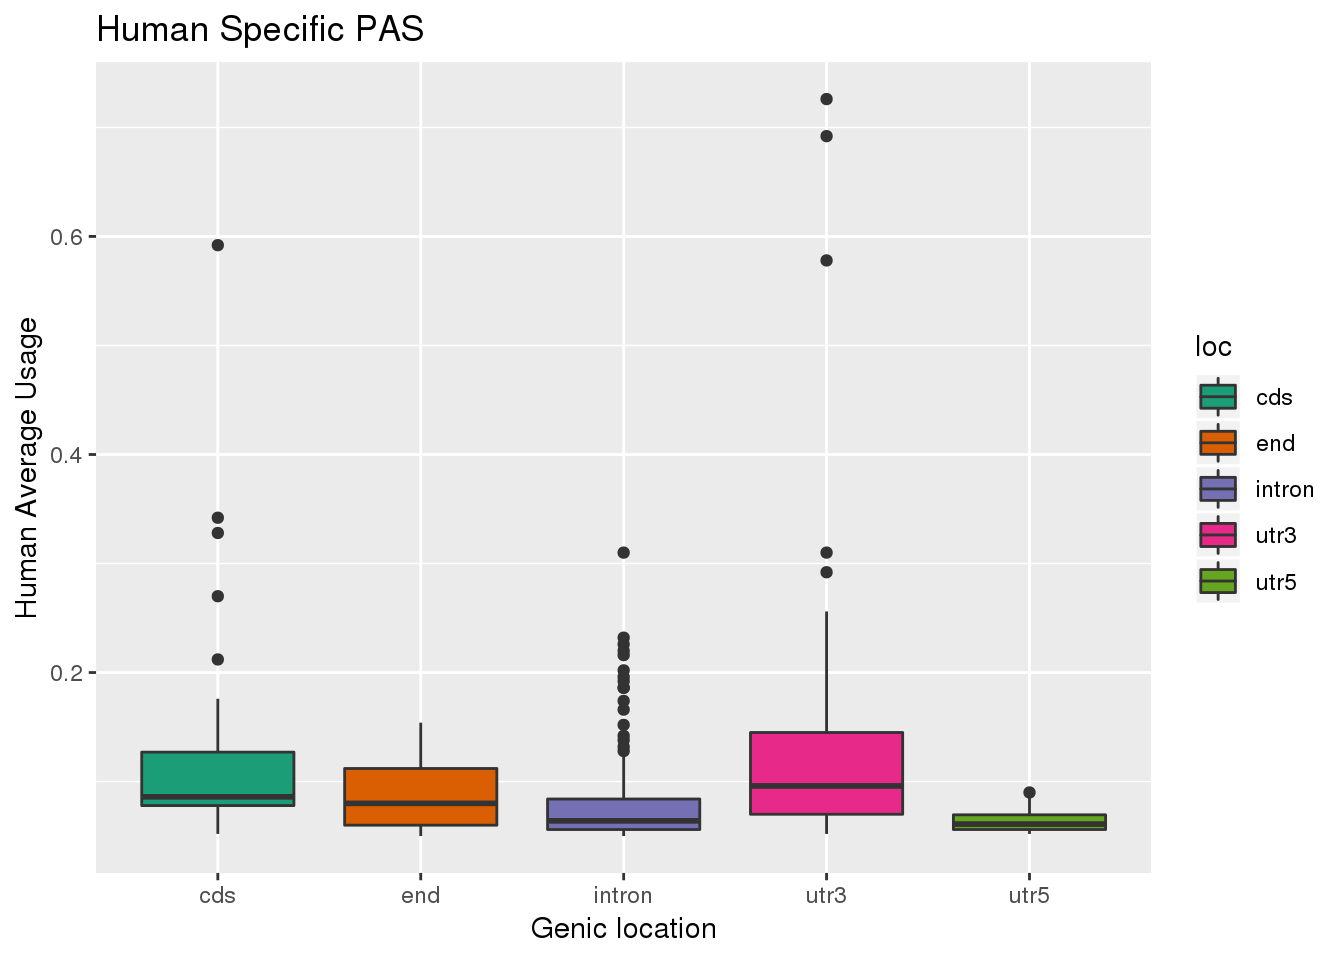 Human Specific PAS
Human Average Usage
0.6
0.4
0.2
cds
end
intron
utr3
utr5
Genic location
loc
cds
end
intron
utr3
utr5